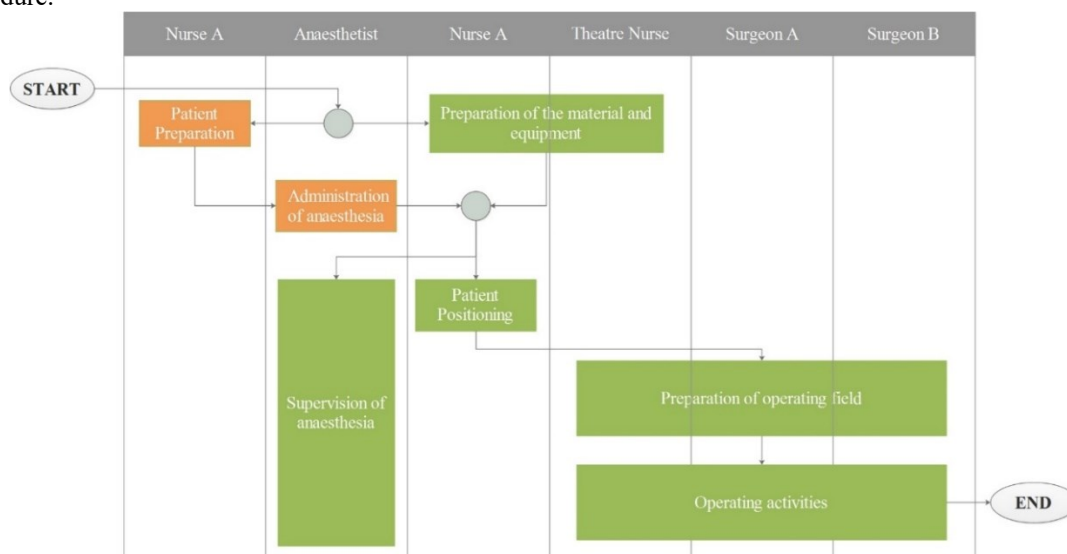 dure.
Nurse A Anaesthetist Nurse A Theatre Nurse Surgeon A Surgeon B
START
Patient
Preparation
Preparation of the material and
equipment
Administration
of anaesthesia
Patient
Positioning
Supervision of
anaesthesia
Preparation of operating field
Operating activities
END